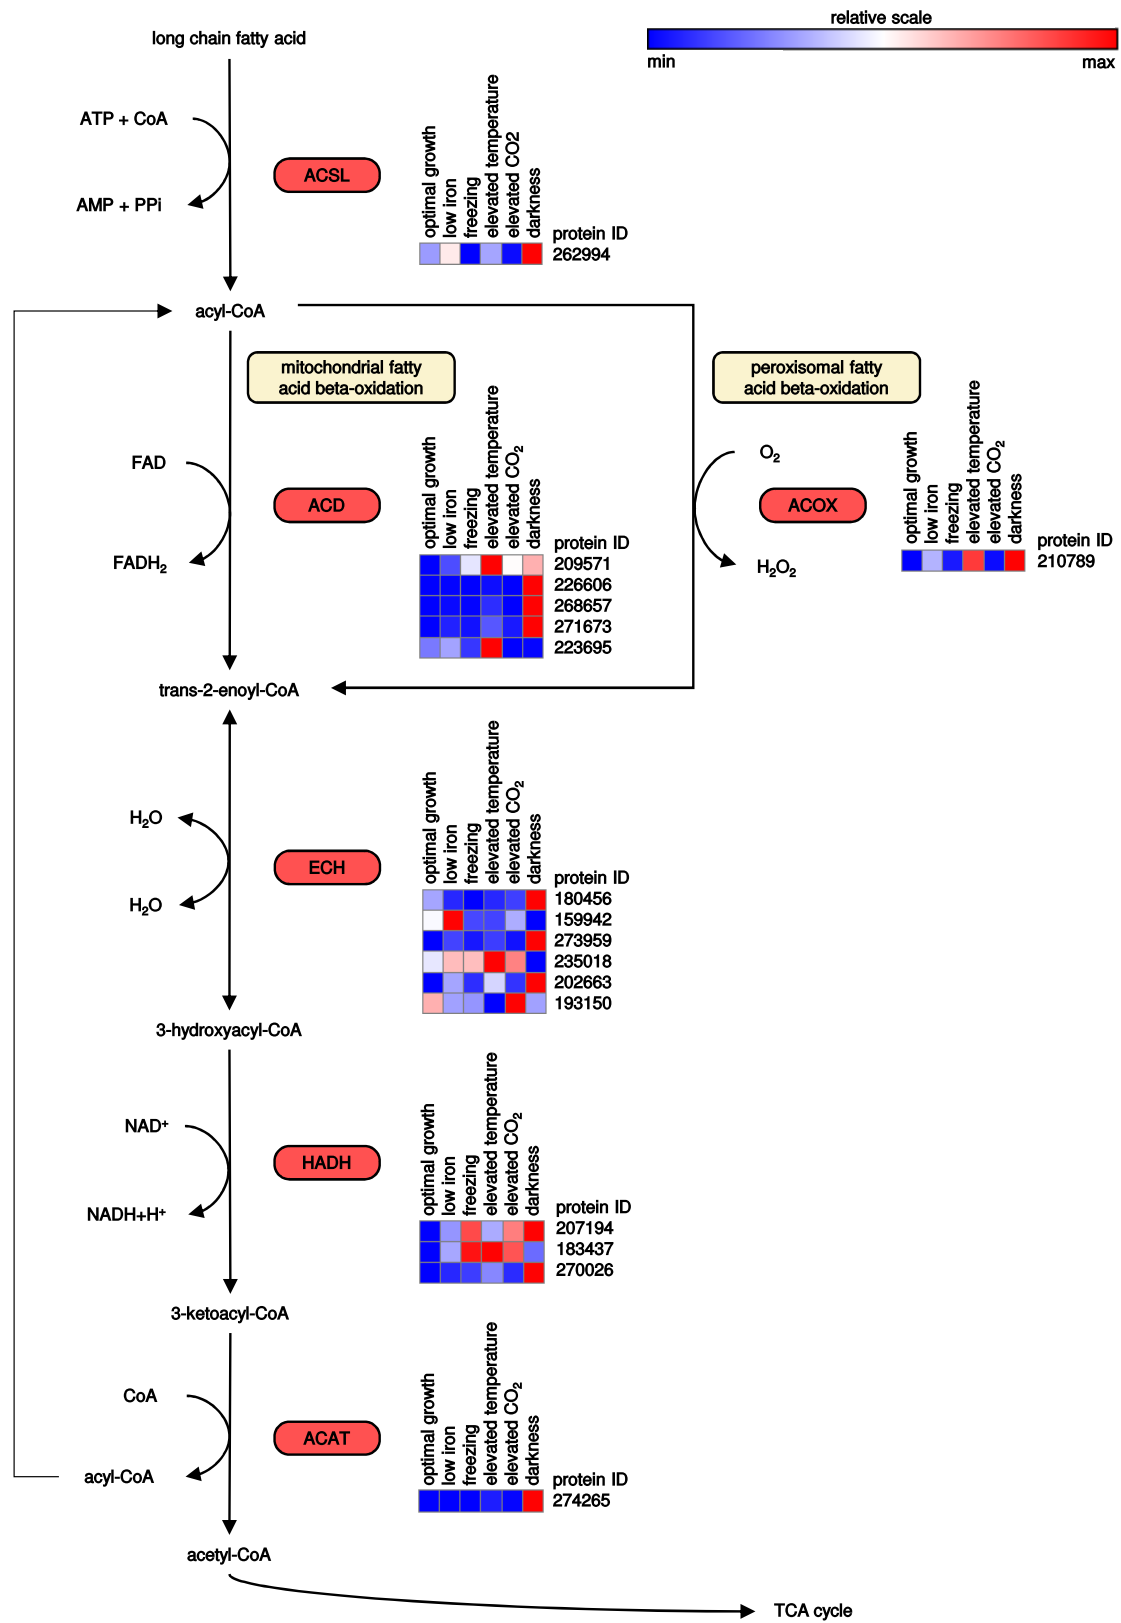 relative scale
min
max
long chain fatty acid
ATP + CoA
AMP + PPi
ACSL
optimal growth
low iron
freezing
elevated temperature
elevated CO2
darkness
protein ID
262994
acyl-CoA
mitochondrial fatty
acid beta-oxidation
peroxisomal fatty
acid beta-oxidation
FAD
FADH₂
ACD
optimal growth
low iron
freezing
elevated temperature
elevated CO₂
darkness
protein ID
209571
226606
268657
271673
223695
O₂
H₂O₂
ACOX
optimal growth
low iron
freezing
elevated temperature
elevated CO₂
darkness
protein ID
210789
trans-2-enoyl-CoA
H₂O
H₂O
ECH
optimal growth
low iron
freezing
elevated temperature
elevated CO₂
darkness
protein ID
180456
159942
273959
235018
202663
193150
3-hydroxyacyl-CoA
NAD⁺
NADH+H⁺
HADH
optimal growth
low iron
freezing
elevated temperature
elevated CO₂
darkness
protein ID
207194
183437
270026
3-ketoacyl-CoA
CoA
acyl-CoA
ACAT
optimal growth
low iron
freezing
elevated temperature
elevated CO₂
darkness
protein ID
274265
acetyl-CoA
TCA cycle